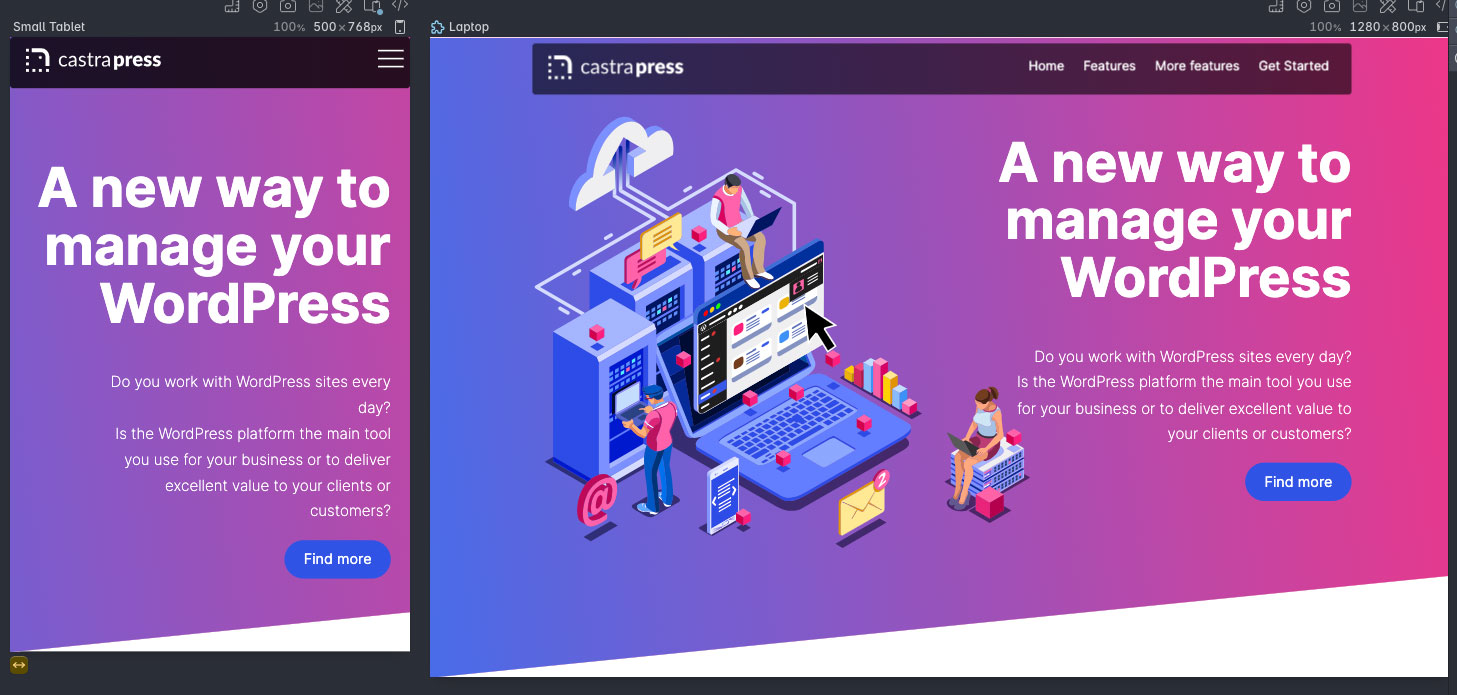 Small Tablet
100% 500×768px
castrapress
A new way to
manage your
WordPress
Do you work with WordPress sites every
day?
Is the WordPress platform the main tool
you use for your business or to deliver
excellent value to your clients or
customers?
Find more
Laptop
100% 1280×800px
castrapress
Home Features More features Get Started
A new way to
manage your
WordPress
Do you work with WordPress sites every day?
Is the WordPress platform the main tool you use
for your business or to deliver excellent value to
your clients or customers?
Find more
@
2